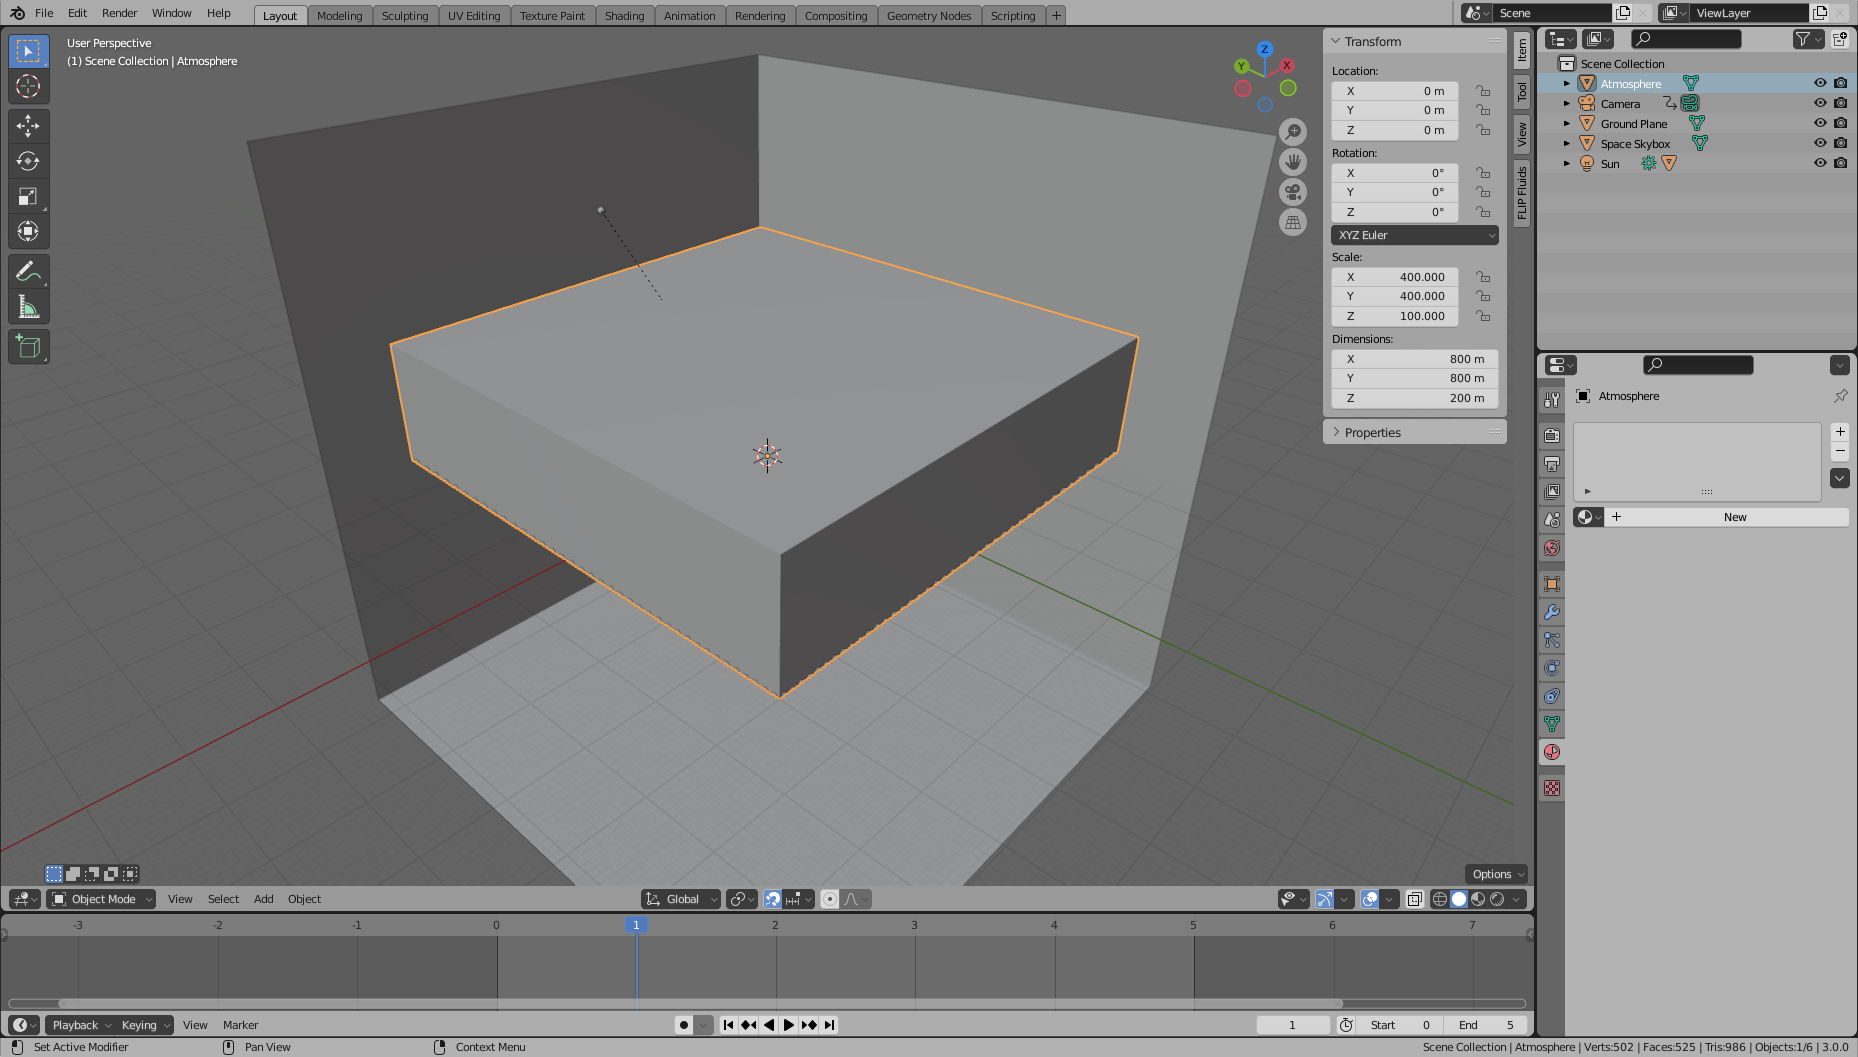 File Edit Render Window Help Layout Modeling Sculpting UV Editing Texture Paint Shading Animation Rendering Compositing Geometry Nodes Scripting + Scene ViewLayer
User Perspective
(1) Scene Collection | Atmosphere
Z
Y
X
Transform
Location:
X 0 m
Y 0 m
Z 0 m
Rotation:
X 0°
Y 0°
Z 0°
XYZ Euler
Scale:
X 400.000
Y 400.000
Z 100.000
Dimensions:
X 800 m
Y 800 m
Z 200 m
Properties
Item
Tool
View
FLIP Fluids
Scene Collection
Atmosphere
Camera
Ground Plane
Space Skybox
Sun
Atmosphere
+
New
Options
Object Mode View Select Add Object Global
-3 -2 -1 0 1 2 3 4 5 6 7
Playback Keying View Marker 1 Start 0 End 5
Set Active Modifier Pan View Context Menu Scene Collection | Atmosphere | Verts:502 | Faces:525 | Tris:986 | Objects:1/6 | 3.0.0